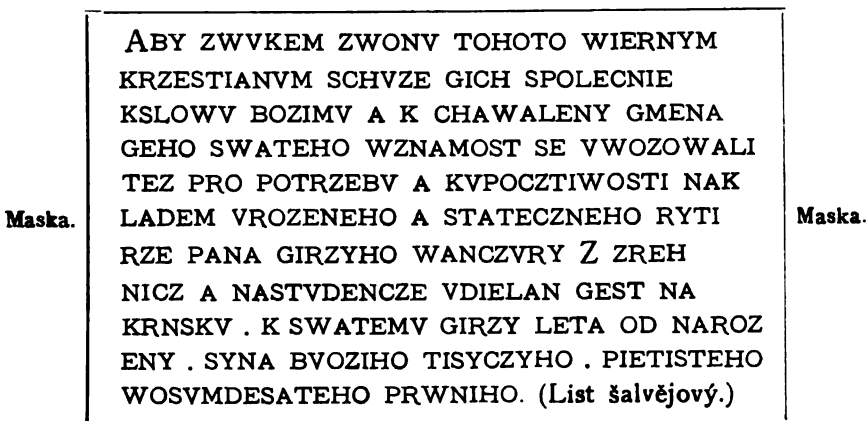 ABY ZWVKEM ZWONV TOHOTO WIERNYM
KRZESTIANVM SCHVZE GICH SPOLECNIE
KSLOWV BOZIMV A K CHAWALENY GMENA
GEHO SWATEHO WZNAMOST SE VWOZOWALI
TEZ PRO POTRZEBV A KVPOCZTIWOSTI NAK
Maska. LADEM VROZENEHO A STATECZNEHO RYTI Maska.
RZE PANA GIRZYHO WANCZVRY Z ZREH
NICZ A NASTVDENCZE VDIELAN GEST NA
KRNSKV . K SWATEMV GIRZY LETA OD NAROZ
ENY . SYNA BVOZIHO TISYCZYHO . PIETISTEHO
WOSVMDESATEHO PRWNIHO. (List šalvějový.)